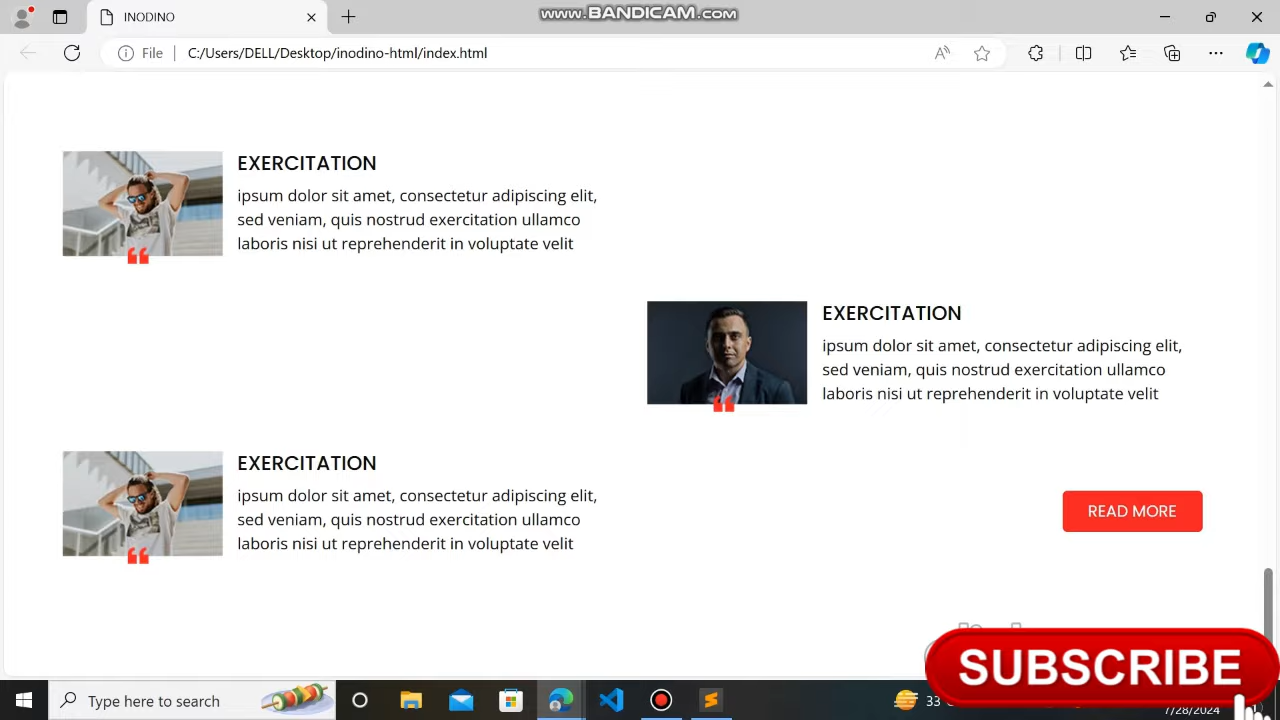 INODINO
www.BANDICAM.com
File
C:/Users/DELL/Desktop/inodino-html/index.html
EXERCITATION
ipsum dolor sit amet, consectetur adipiscing elit,
sed veniam, quis nostrud exercitation ullamco
laboris nisi ut reprehenderit in voluptate velit
EXERCITATION
ipsum dolor sit amet, consectetur adipiscing elit,
sed veniam, quis nostrud exercitation ullamco
laboris nisi ut reprehenderit in voluptate velit
EXERCITATION
ipsum dolor sit amet, consectetur adipiscing elit,
sed veniam, quis nostrud exercitation ullamco
laboris nisi ut reprehenderit in voluptate velit
READ MORE
SUBSCRIBE
Type here to search
33
7/28/2024